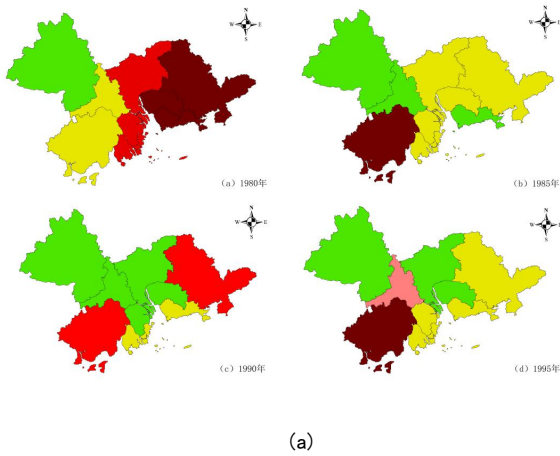 N
W E
S
(a) 1980年
N
W E
S
(b) 1985年
N
W E
S
(c) 1990年
N
W E
S
(d) 1995年
(a)